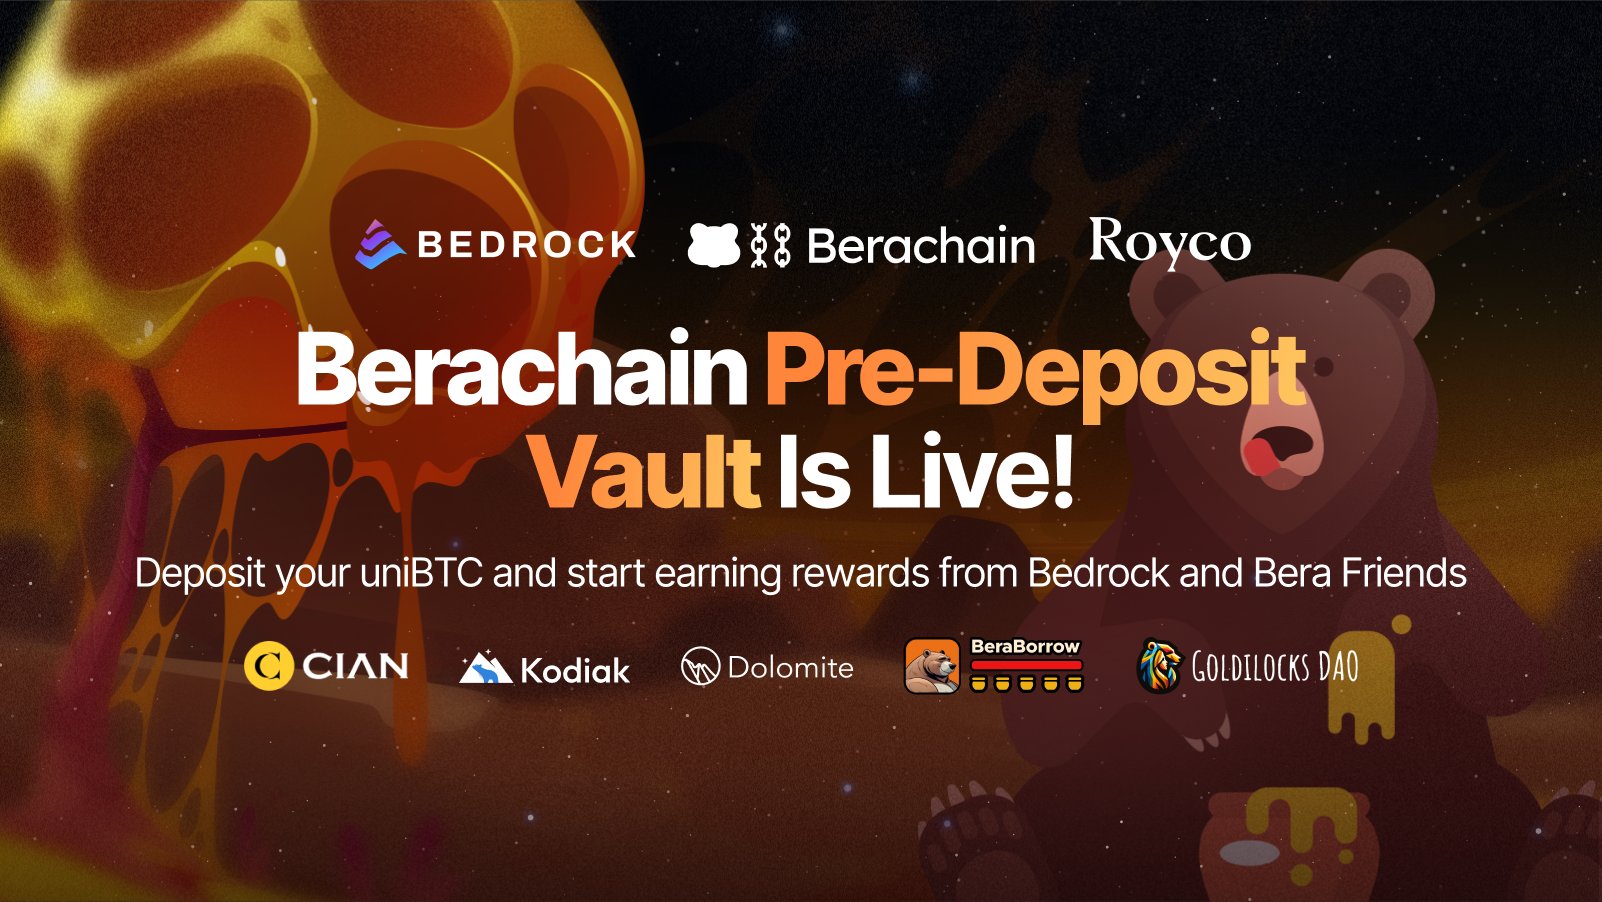 BEDROCK Berachain Royco
Berachain Pre-Deposit
Vault Is Live!
Deposit your uniBTC and start earning rewards from Bedrock and Bera Friends
CIAN Kodiak Dolomite BeraBorrow GOLDILOCKS DAO